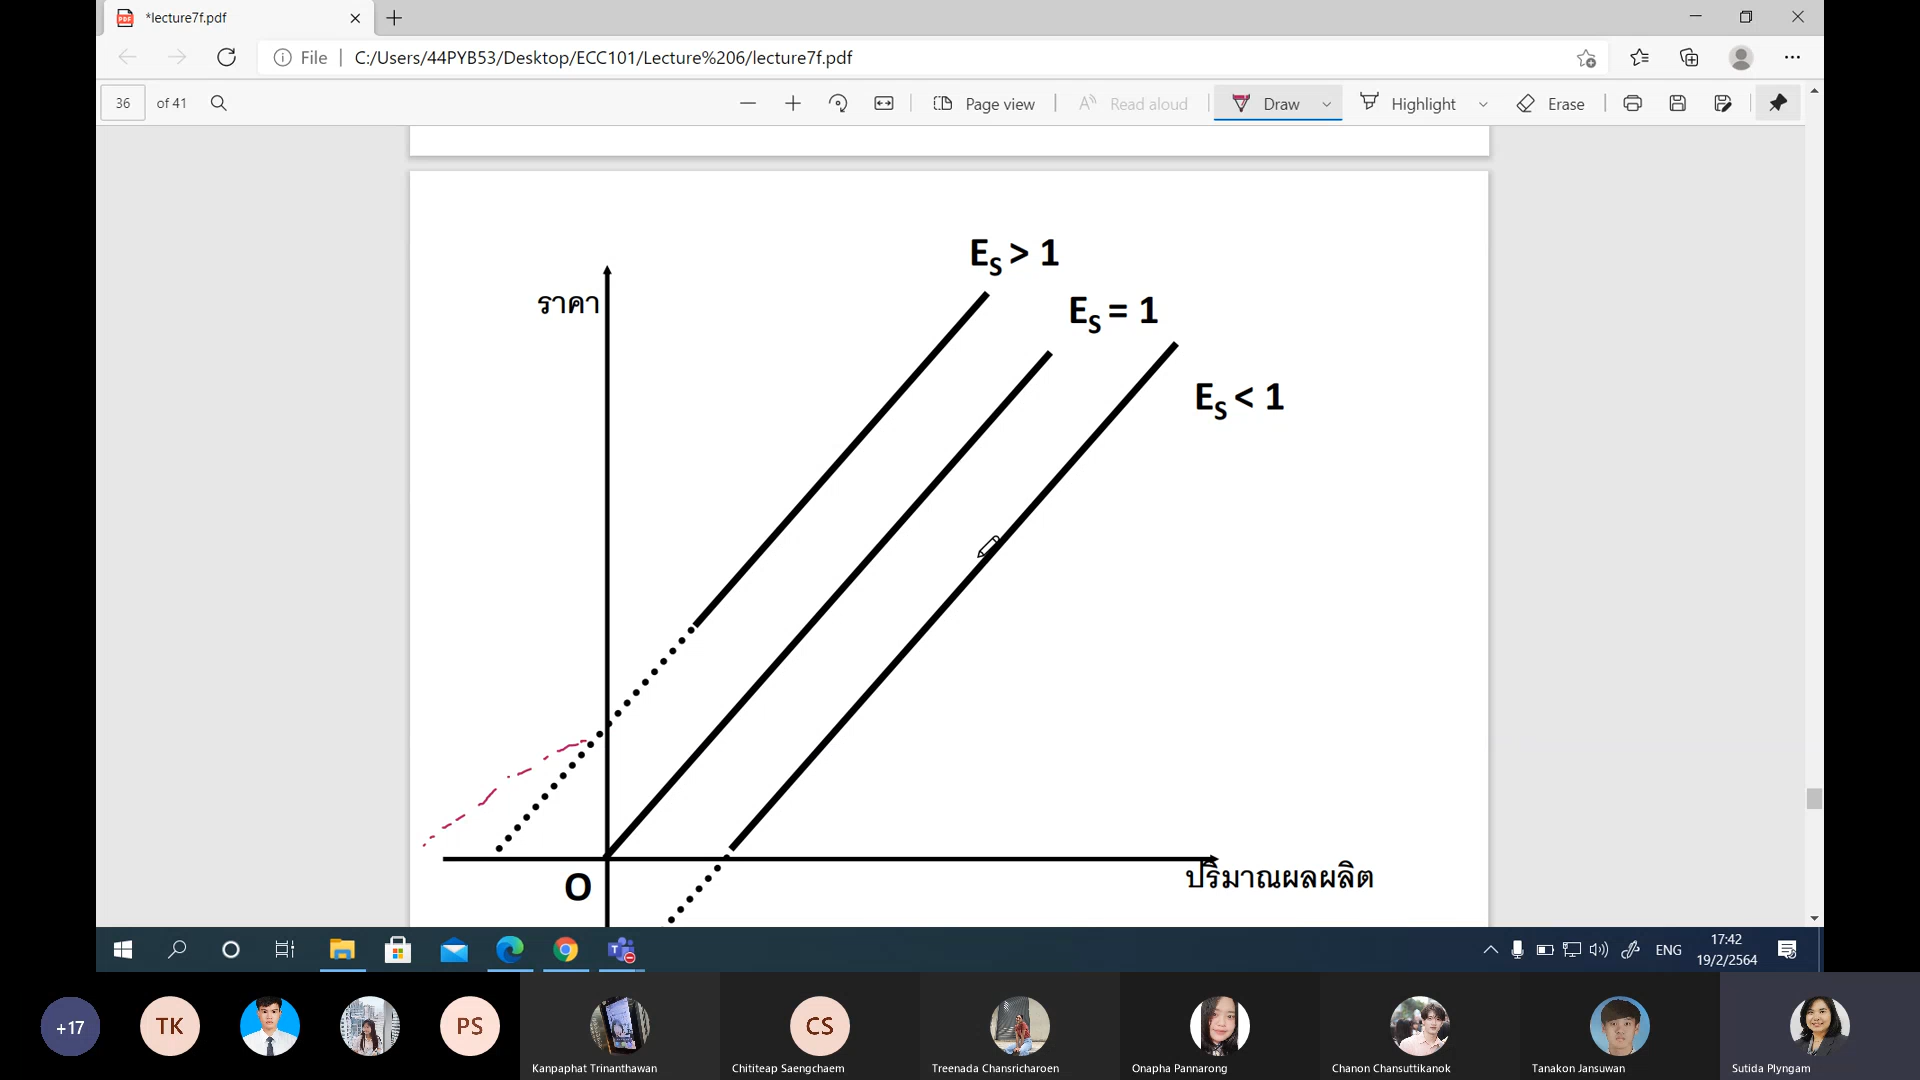 *lecture7f.pdf
File
C:/Users/44PYB53/Desktop/ECC101/Lecture%206/lecture7f.pdf
36 of 41
Page view
Read aloud
Draw
Highlight
Erase
ES > 1
ราคา
ES = 1
ES < 1
O
ปริมาณผลผลิต
ENG
17:42
19/2/2564
+17
TK
PS
CS
Kanpaphat Trinanthawan
Chititeap Saengchaem
Treenada Chansricharoen
Onapha Pannarong
Chanon Chansuttikanok
Tanakon Jansuwan
Sutida Plyngam